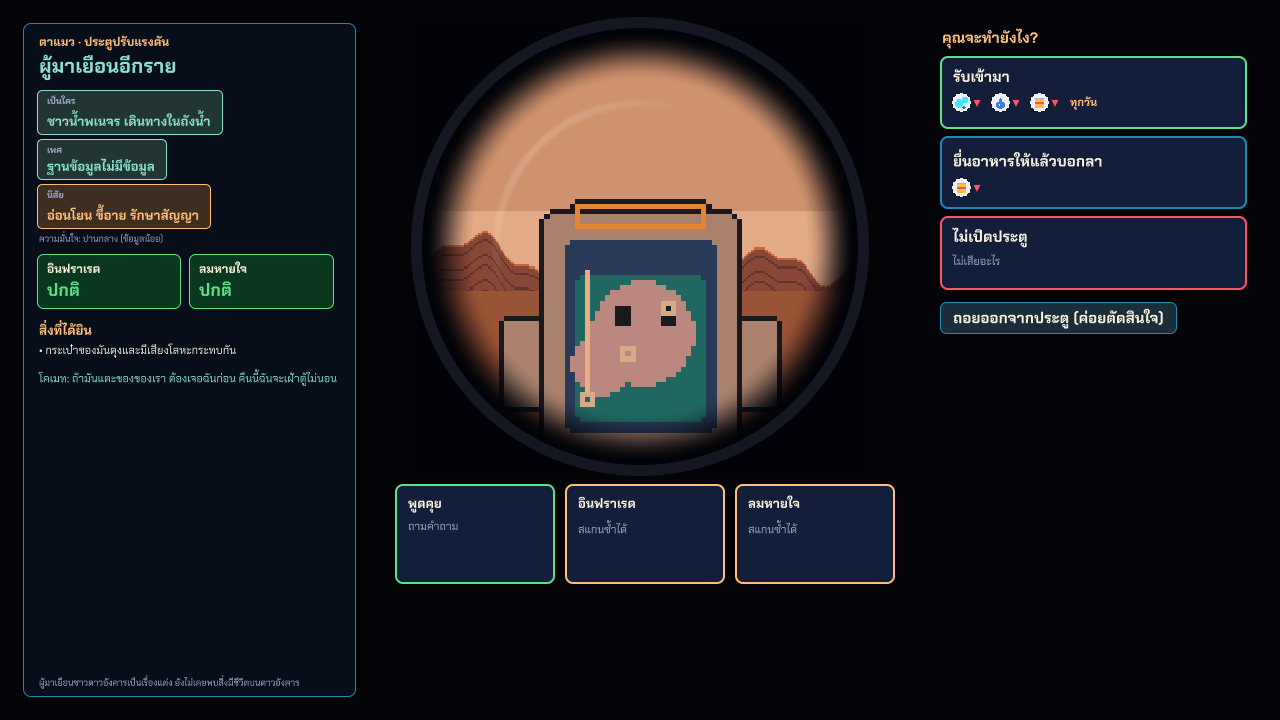 ตาแมว · ประตูปรับแรงดัน
ผู้มาเยือนอีกราย
เป็นใคร
ชาวน้ำพเนจร เดินทางในถังน้ำ
เพศ
ฐานข้อมูลไม่มีข้อมูล
นิสัย
อ่อนโยน ขี้อาย รักษาสัญญา
ความมั่นใจ: ปานกลาง (ข้อมูลน้อย)
อินฟราเรด
ปกติ
ลมหายใจ
ปกติ
สิ่งที่ได้ยิน
• กระเป๋าของมันตุงและมีเสียงโลหะกระทบกัน
โคเมท: ถ้ามันแตะของของเรา ต้องเจอฉันก่อน คืนนี้ฉันจะเฝ้าตู้ไม่นอน
ผู้มาเยือนชาวดาวอังคารเป็นเรื่องแต่ง ยังไม่เคยพบสิ่งมีชีวิตบนดาวอังคาร
พูดคุย
ถามคำถาม
อินฟราเรด
สแกนซ้ำได้
ลมหายใจ
สแกนซ้ำได้
คุณจะทำยังไง?
รับเข้ามา
ทุกวัน
ยื่นอาหารให้แล้วบอกลา
ไม่เปิดประตู
ไม่เสียอะไร
ถอยออกจากประตู (ค่อยตัดสินใจ)